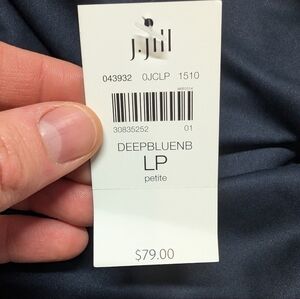 j.jill
043932 0JCLP 1510
30835252 01
DEEPBLUENB
LP
petite
$79.00